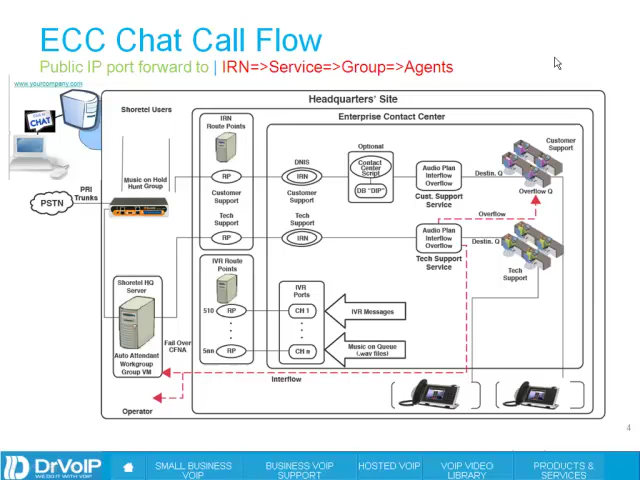 ECC Chat Call Flow
Public IP port forward to | IRN=>Service=>Group=>Agents
www.yourcompany.com
CHAT
Headquarters' Site
Shoretel Users
IRN
Route Points
Enterprise Contact Center
Music on Hold
Hunt Group
RP
Customer
Support
Tech
Support
RP
DNIS
IRN
Customer
Support
Tech
Support
IRN
Optional
Contact
Center
Script
DB "DIP"
Audio Plan
Interflow
Overflow
Cust. Support
Service
Destin. Q
Customer
Support
Overflow Q
Overflow
Audio Plan
Interflow
Overflow
Tech Support
Service
Destin. Q
Tech
Support
PSTN
PRI
Trunks
Shoretel HQ
Server
Auto Attendant
Workgroup
Group VM
Fail Over
CFNA
IVR Route
Points
510
RP
5nn
RP
IVR
Ports
CH 1
CH n
IVR Messages
Music on Queue
(.wav files)
Interflow
Operator
4
DrVoIP
WE DO IT WITH VOIP
SMALL BUSINESS
VOIP
BUSINESS VOIP
SUPPORT
HOSTED VOIP
VOIP VIDEO
LIBRARY
PRODUCTS &
SERVICES